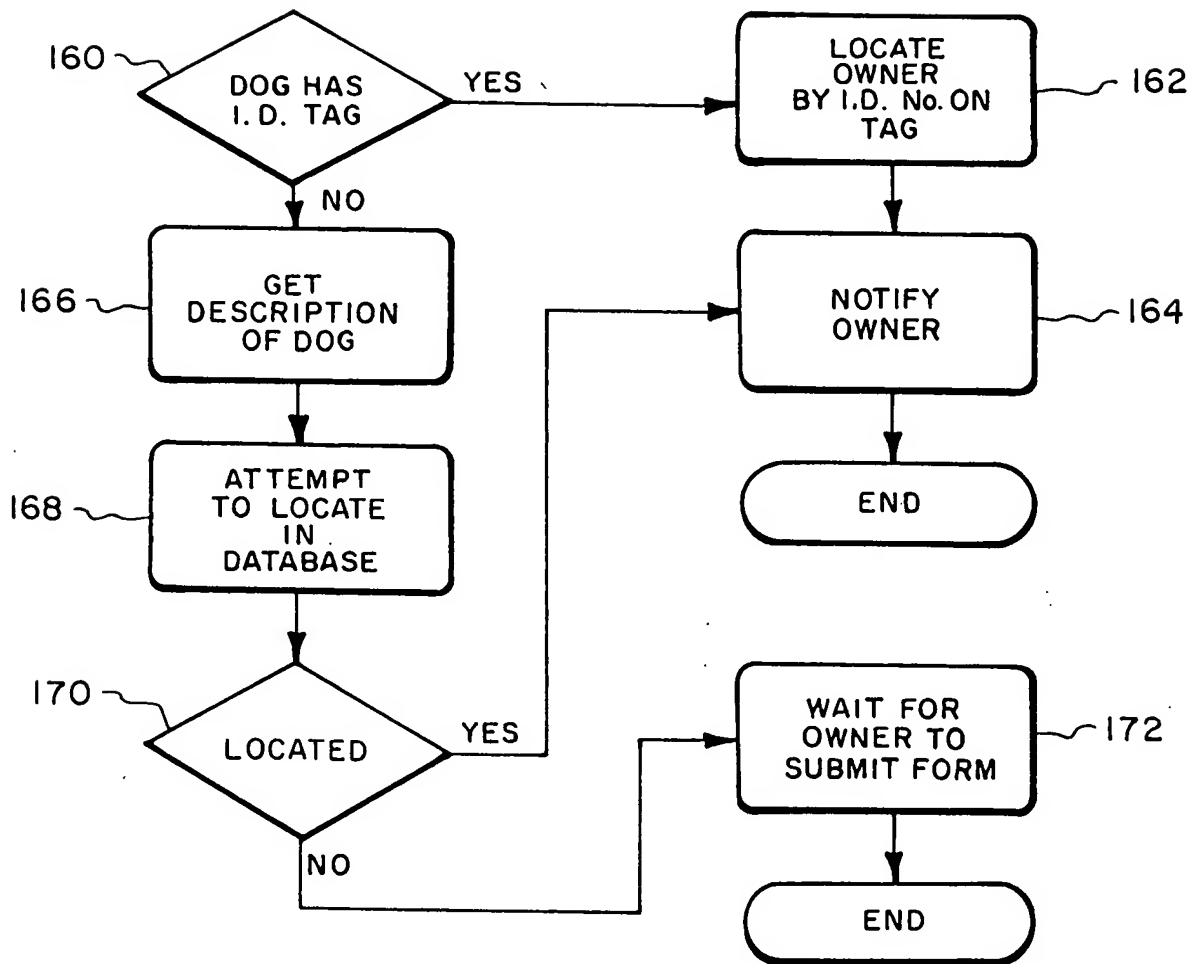 160
DOG HAS
I. D. TAG
YES
LOCATE
OWNER
BY I.D. No. ON
TAG
162
NO
166
GET
DESCRIPTION
OF DOG
NOTIFY
OWNER
164
168
ATTEMPT
TO LOCATE
IN
DATABASE
END
170
LOCATED
YES
NO
WAIT FOR
OWNER TO
SUBMIT FORM
172
END